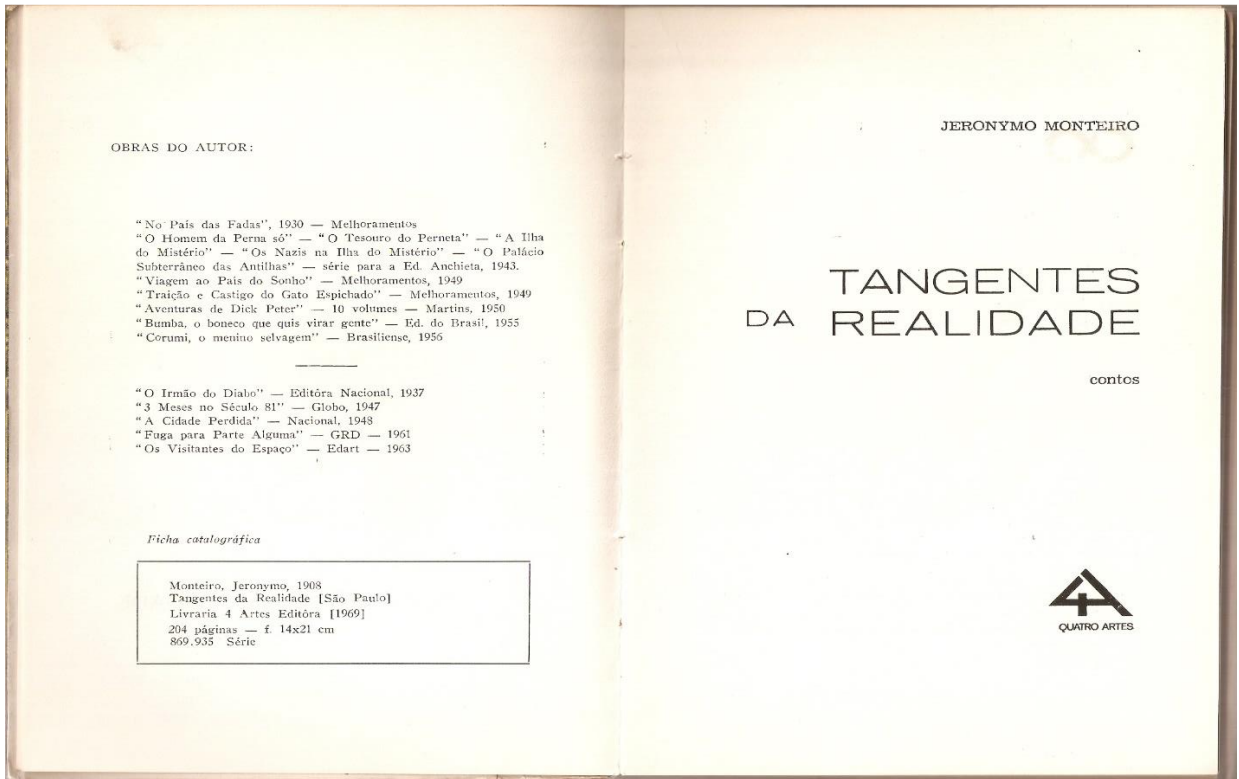 OBRAS DO AUTOR:
"No País das Fadas", 1930 — Melhoramentos
"O Homem da Perna só" — "O Tesouro do Perneta" — "A Ilha
do Mistério" — "Os Nazis na Ilha do Mistério" — "O Palácio
Subterrâneo das Antilhas" — série para a Ed. Anchieta, 1943.
"Viagem ao País do Sonho" — Melhoramentos, 1949
"Traição e Castigo do Gato Espichado" — Melhoramentos, 1949
"Aventuras de Dick Peter" — 10 volumes — Martins, 1950
"Bumba, o boneco que quis virar gente" — Ed. do Brasil, 1955
"Corumi, o menino selvagem" — Brasiliense, 1956
"O Irmão do Diabo" — Editôra Nacional, 1937
"3 Meses no Século 81" — Globo, 1947
"A Cidade Perdida" — Nacional, 1948
"Fuga para Parte Alguma" — GRD — 1961
"Os Visitantes do Espaço" — Edart — 1963
Ficha catalográfica
Monteiro, Jeronymo, 1908
Tangentes da Realidade [São Paulo]
Livraria 4 Artes Editôra [1969]
204 páginas — f. 14x21 cm
869.935 Série
JERONYMO MONTEIRO
TANGENTES
DA REALIDADE
contos
4A
QUATRO ARTES